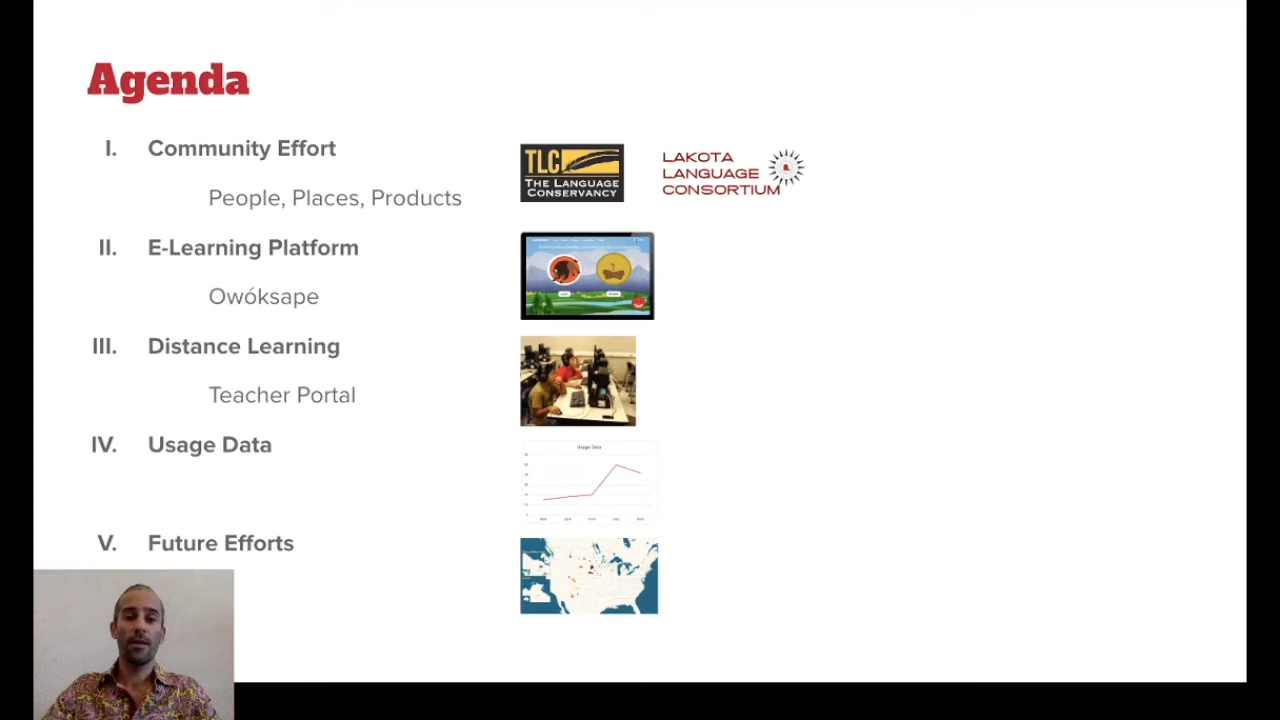 Agenda
I. Community Effort
People, Places, Products
TLC
THE LANGUAGE
CONSERVANCY
LAKOTA
LANGUAGE
CONSORTIUM
II. E-Learning Platform
Owóksape
III. Distance Learning
Teacher Portal
IV. Usage Data
Usage Data
V. Future Efforts